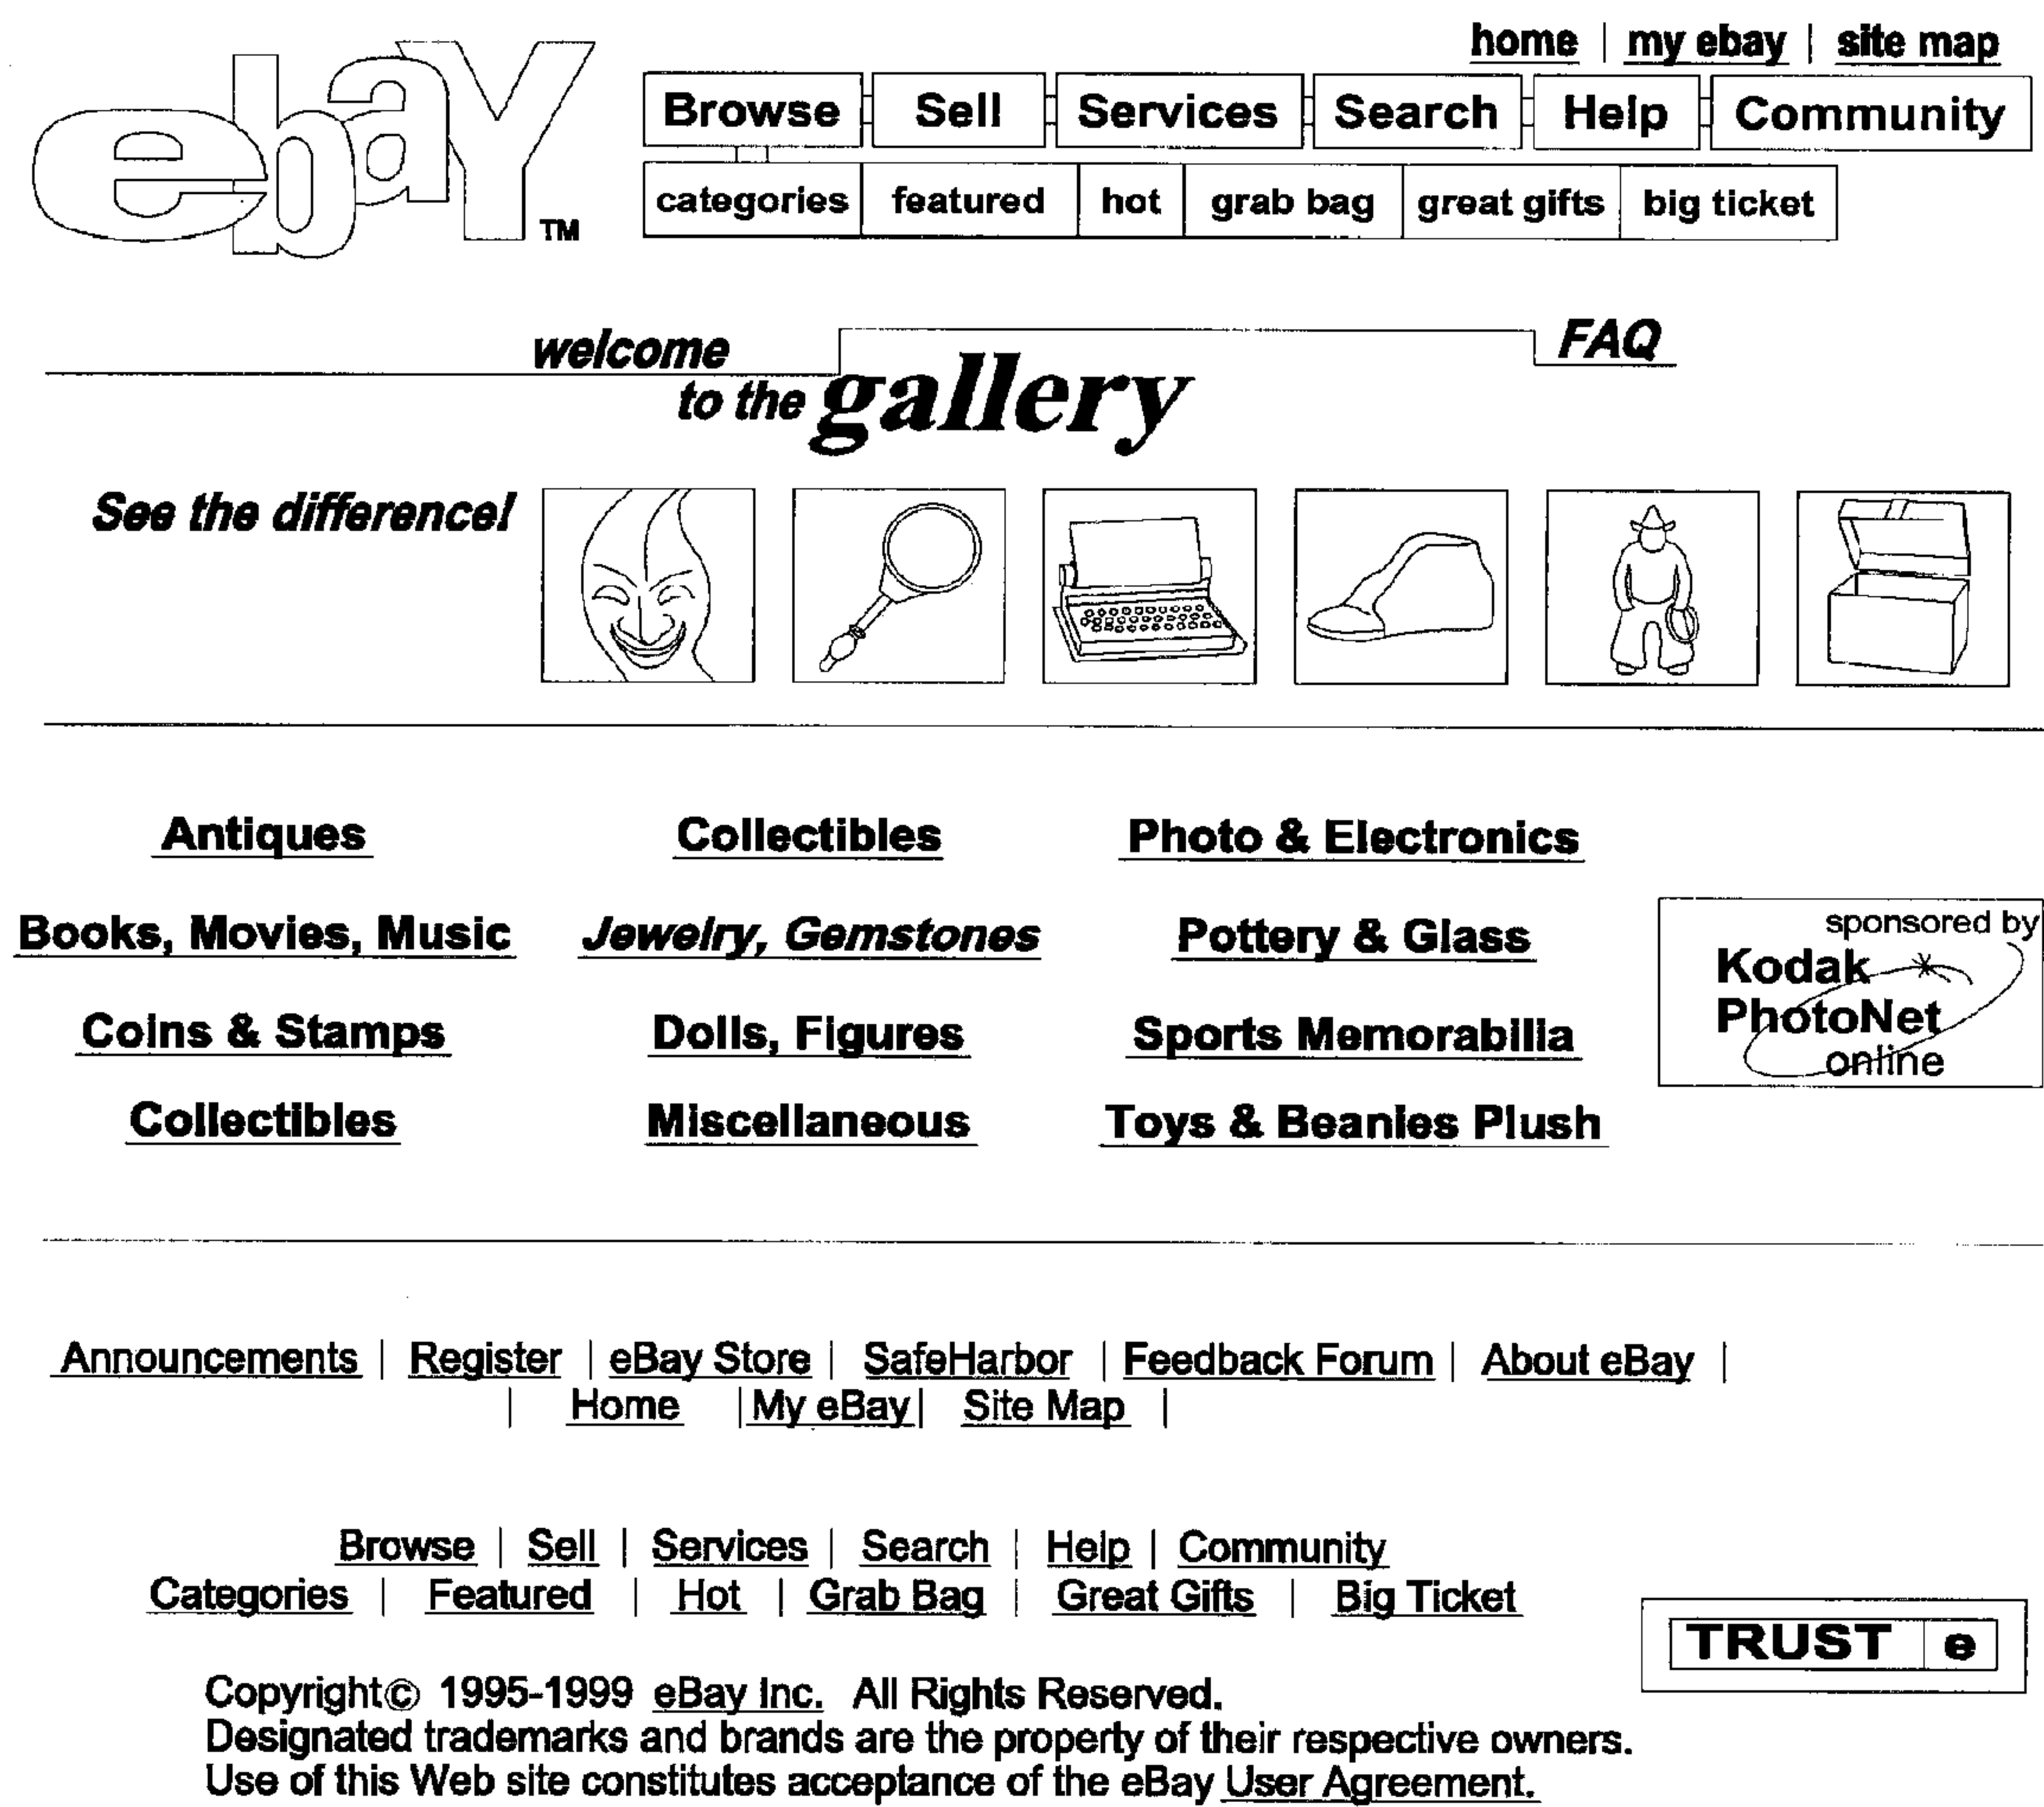 home | my ebay | site map
ebaY TM
Browse Sell Services Search Help Community
categories featured hot grab bag great gifts big ticket
welcome
to the gallery
FAQ
See the difference!
Antiques Collectibles Photo & Electronics
Books, Movies, Music Jewelry, Gemstones Pottery & Glass
Coins & Stamps Dolls, Figures Sports Memorabilia
Collectibles Miscellaneous Toys & Beanies Plush
sponsored by
Kodak
PhotoNet
online
Announcements | Register | eBay Store | SafeHarbor | Feedback Forum | About eBay |
| Home | My eBay | Site Map |
Browse | Sell | Services | Search | Help | Community
Categories | Featured | Hot | Grab Bag | Great Gifts | Big Ticket
TRUST e
Copyright© 1995-1999 eBay Inc. All Rights Reserved.
Designated trademarks and brands are the property of their respective owners.
Use of this Web site constitutes acceptance of the eBay User Agreement.